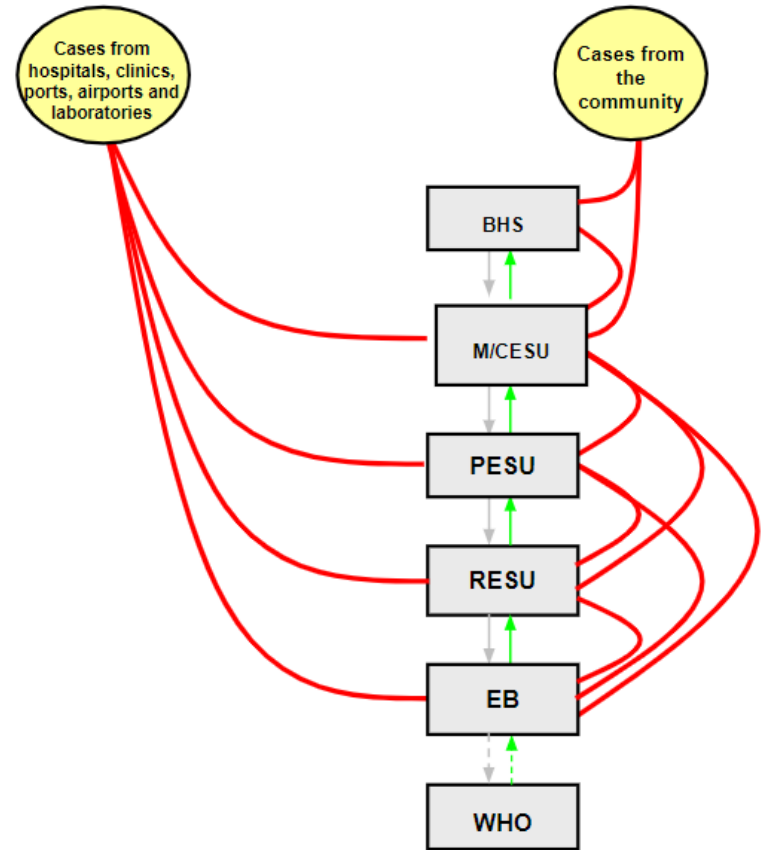 Cases from
hospitals, clinics,
ports, airports and
laboratories
Cases from
the
community
BHS
M/CESU
PESU
RESU
EB
WHO